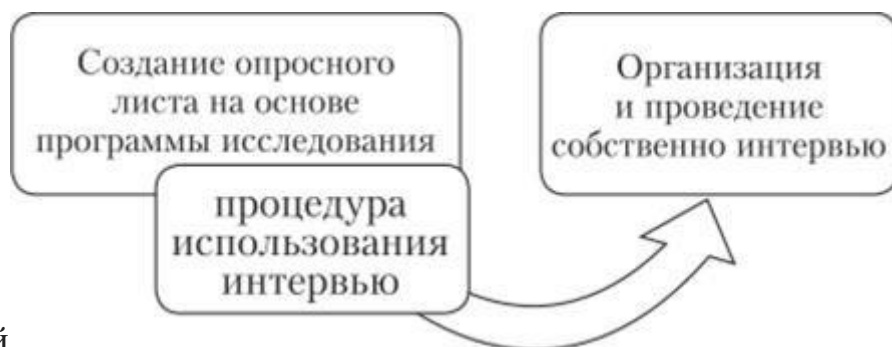 Создание опросного
листа на основе
программы исследования
Организация
и проведение
собственно интервью
процедура
использования
интервью
й